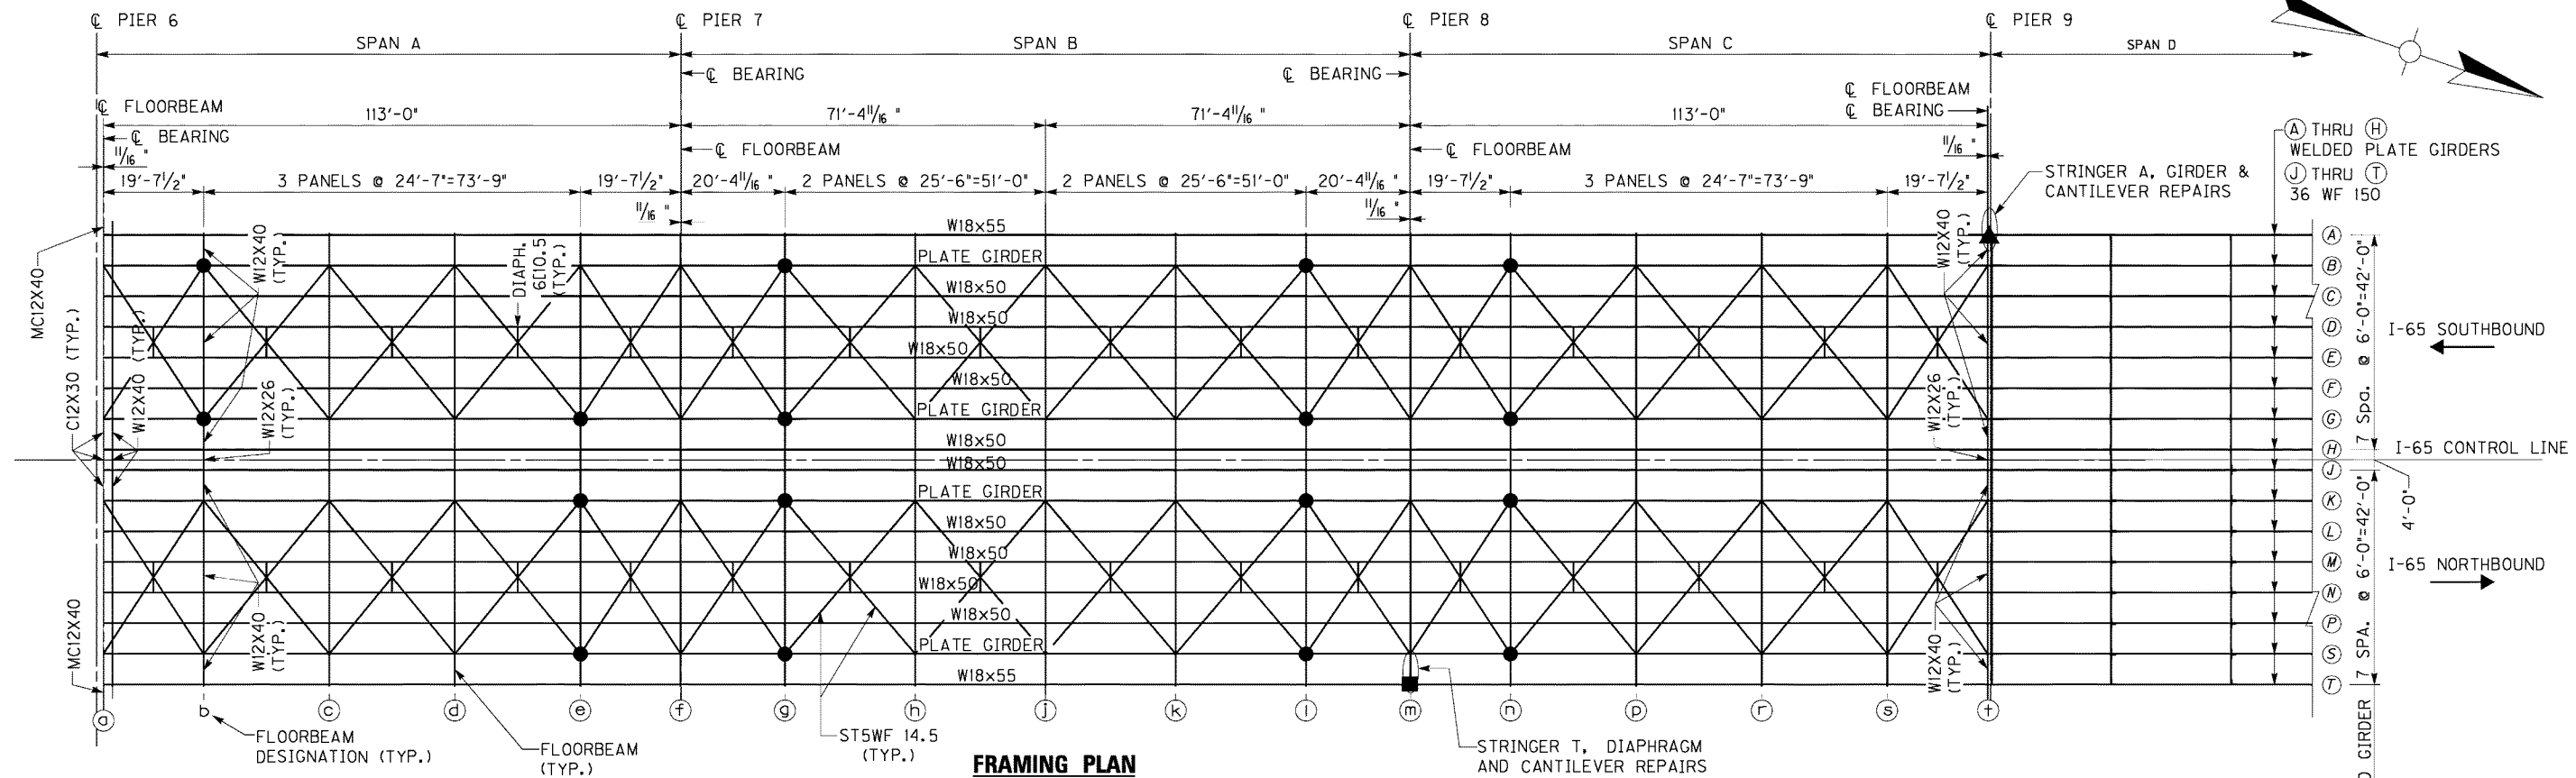 ℄ PIER 6
℄ PIER 7
℄ PIER 8
℄ PIER 9
SPAN A
SPAN B
SPAN C
SPAN D
℄ BEARING
℄ BEARING
℄ FLOORBEAM
℄ FLOORBEAM
℄ BEARING
113'-0"
71'-4 11/16 "
71'-4 11/16 "
113'-0"
℄ BEARING
℄ FLOORBEAM
℄ FLOORBEAM
11/16 "
11/16 "
Ⓐ THRU Ⓗ
WELDED PLATE GIRDERS
Ⓙ THRU Ⓣ
36 WF 150
19'-7 1/2"
3 PANELS @ 24'-7"=73'-9"
19'-7 1/2"
20'-4 11/16 "
2 PANELS @ 25'-6"=51'-0"
2 PANELS @ 25'-6"=51'-0"
20'-4 11/16 "
19'-7 1/2"
3 PANELS @ 24'-7"=73'-9"
19'-7 1/2"
11/16 "
11/16 "
STRINGER A, GIRDER &
CANTILEVER REPAIRS
MC12X40
W12X40
(TYP.)
DIAPH.
6[10.5
(TYP.)
W18x55
PLATE GIRDER
W18x50
W18x50
W18x50
W18x50
PLATE GIRDER
W18x50
W18x50
PLATE GIRDER
W18x50
W18x50
W18x50
W18x50
PLATE GIRDER
W18x55
C12X30 (TYP.)
W12X40
(TYP.)
W12X26
(TYP.)
W12X40
(TYP.)
MC12X40
W12X40
(TYP.)
W12X26
(TYP.)
W12X40
(TYP.)
Ⓐ
Ⓑ
Ⓒ
Ⓓ
Ⓔ
Ⓕ
Ⓖ
Ⓗ
Ⓙ
Ⓚ
Ⓛ
Ⓜ
Ⓝ
Ⓟ
Ⓢ
Ⓣ
7 Spa. @ 6'-0"=42'-0"
7 SPA. @ 6'-0"=42'-0"
4'-0"
I-65 SOUTHBOUND
I-65 CONTROL LINE
I-65 NORTHBOUND
ⓐ
b
ⓒ
ⓓ
ⓔ
ⓕ
ⓖ
ⓗ
ⓙ
ⓚ
ⓛ
ⓜ
ⓝ
ⓟ
ⓡ
ⓢ
ⓣ
FLOORBEAM
DESIGNATION (TYP.)
FLOORBEAM
(TYP.)
ST5WF 14.5
(TYP.)
STRINGER T, DIAPHRAGM
AND CANTILEVER REPAIRS
GIRDER
FRAMING PLAN